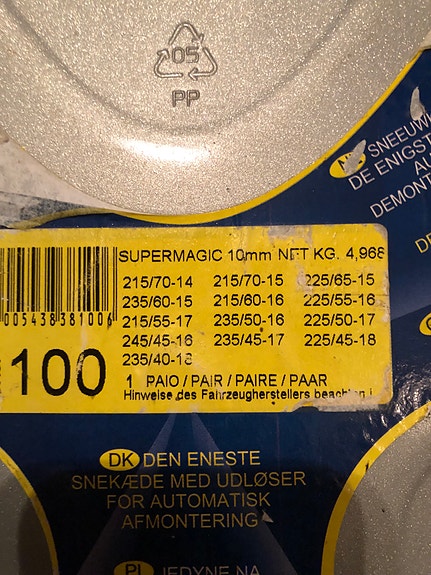 05
PP
NL SNEEUW
DE ENIGST
DEMONT
SUPERMAGIC 10mm NET KG. 4,968
215/70-14 215/70-15 225/65-15
235/60-15 215/60-16 225/55-16
215/55-17 235/50-16 225/50-17
245/45-16 235/45-17 225/45-18
235/40-18
005438381006
100
1 PAIO / PAIR / PAIRE / PAAR
Hinweise des Fahrzeugherstellers beachten
DK DEN ENESTE
SNEKÆDE MED UDLØSER
FOR AUTOMATISK
AFMONTERING
PL JEDYNE NA